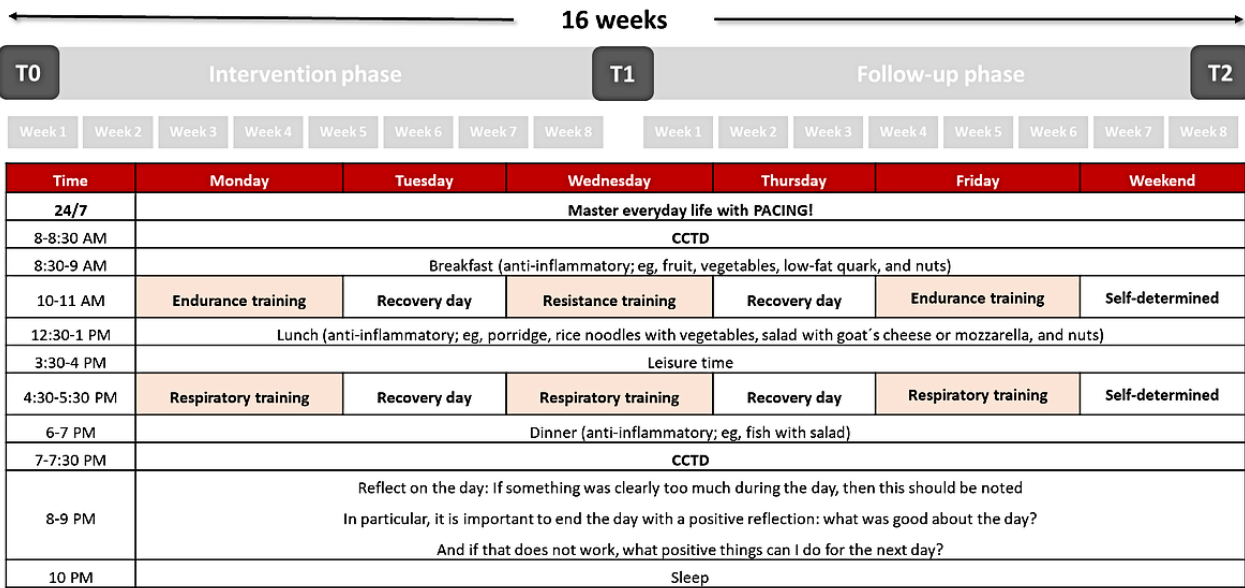 16 weeks
T0 Intervention phase T1 Follow-up phase T2
Week 1 Week 2 Week 3 Week 4 Week 5 Week 6 Week 7 Week 8 Week 1 Week 2 Week 3 Week 4 Week 5 Week 6 Week 7 Week 8
Time Monday Tuesday Wednesday Thursday Friday Weekend
24/7 Master everyday life with PACING!
8-8:30 AM CCTD
8:30-9 AM Breakfast (anti-inflammatory; eg, fruit, vegetables, low-fat quark, and nuts)
10-11 AM Endurance training Recovery day Resistance training Recovery day Endurance training Self-determined
12:30-1 PM Lunch (anti-inflammatory; eg, porridge, rice noodles with vegetables, salad with goat´s cheese or mozzarella, and nuts)
3:30-4 PM Leisure time
4:30-5:30 PM Respiratory training Recovery day Respiratory training Recovery day Respiratory training Self-determined
6-7 PM Dinner (anti-inflammatory; eg, fish with salad)
7-7:30 PM CCTD
Reflect on the day: If something was clearly too much during the day, then this should be noted
8-9 PM In particular, it is important to end the day with a positive reflection: what was good about the day?
And if that does not work, what positive things can I do for the next day?
10 PM Sleep